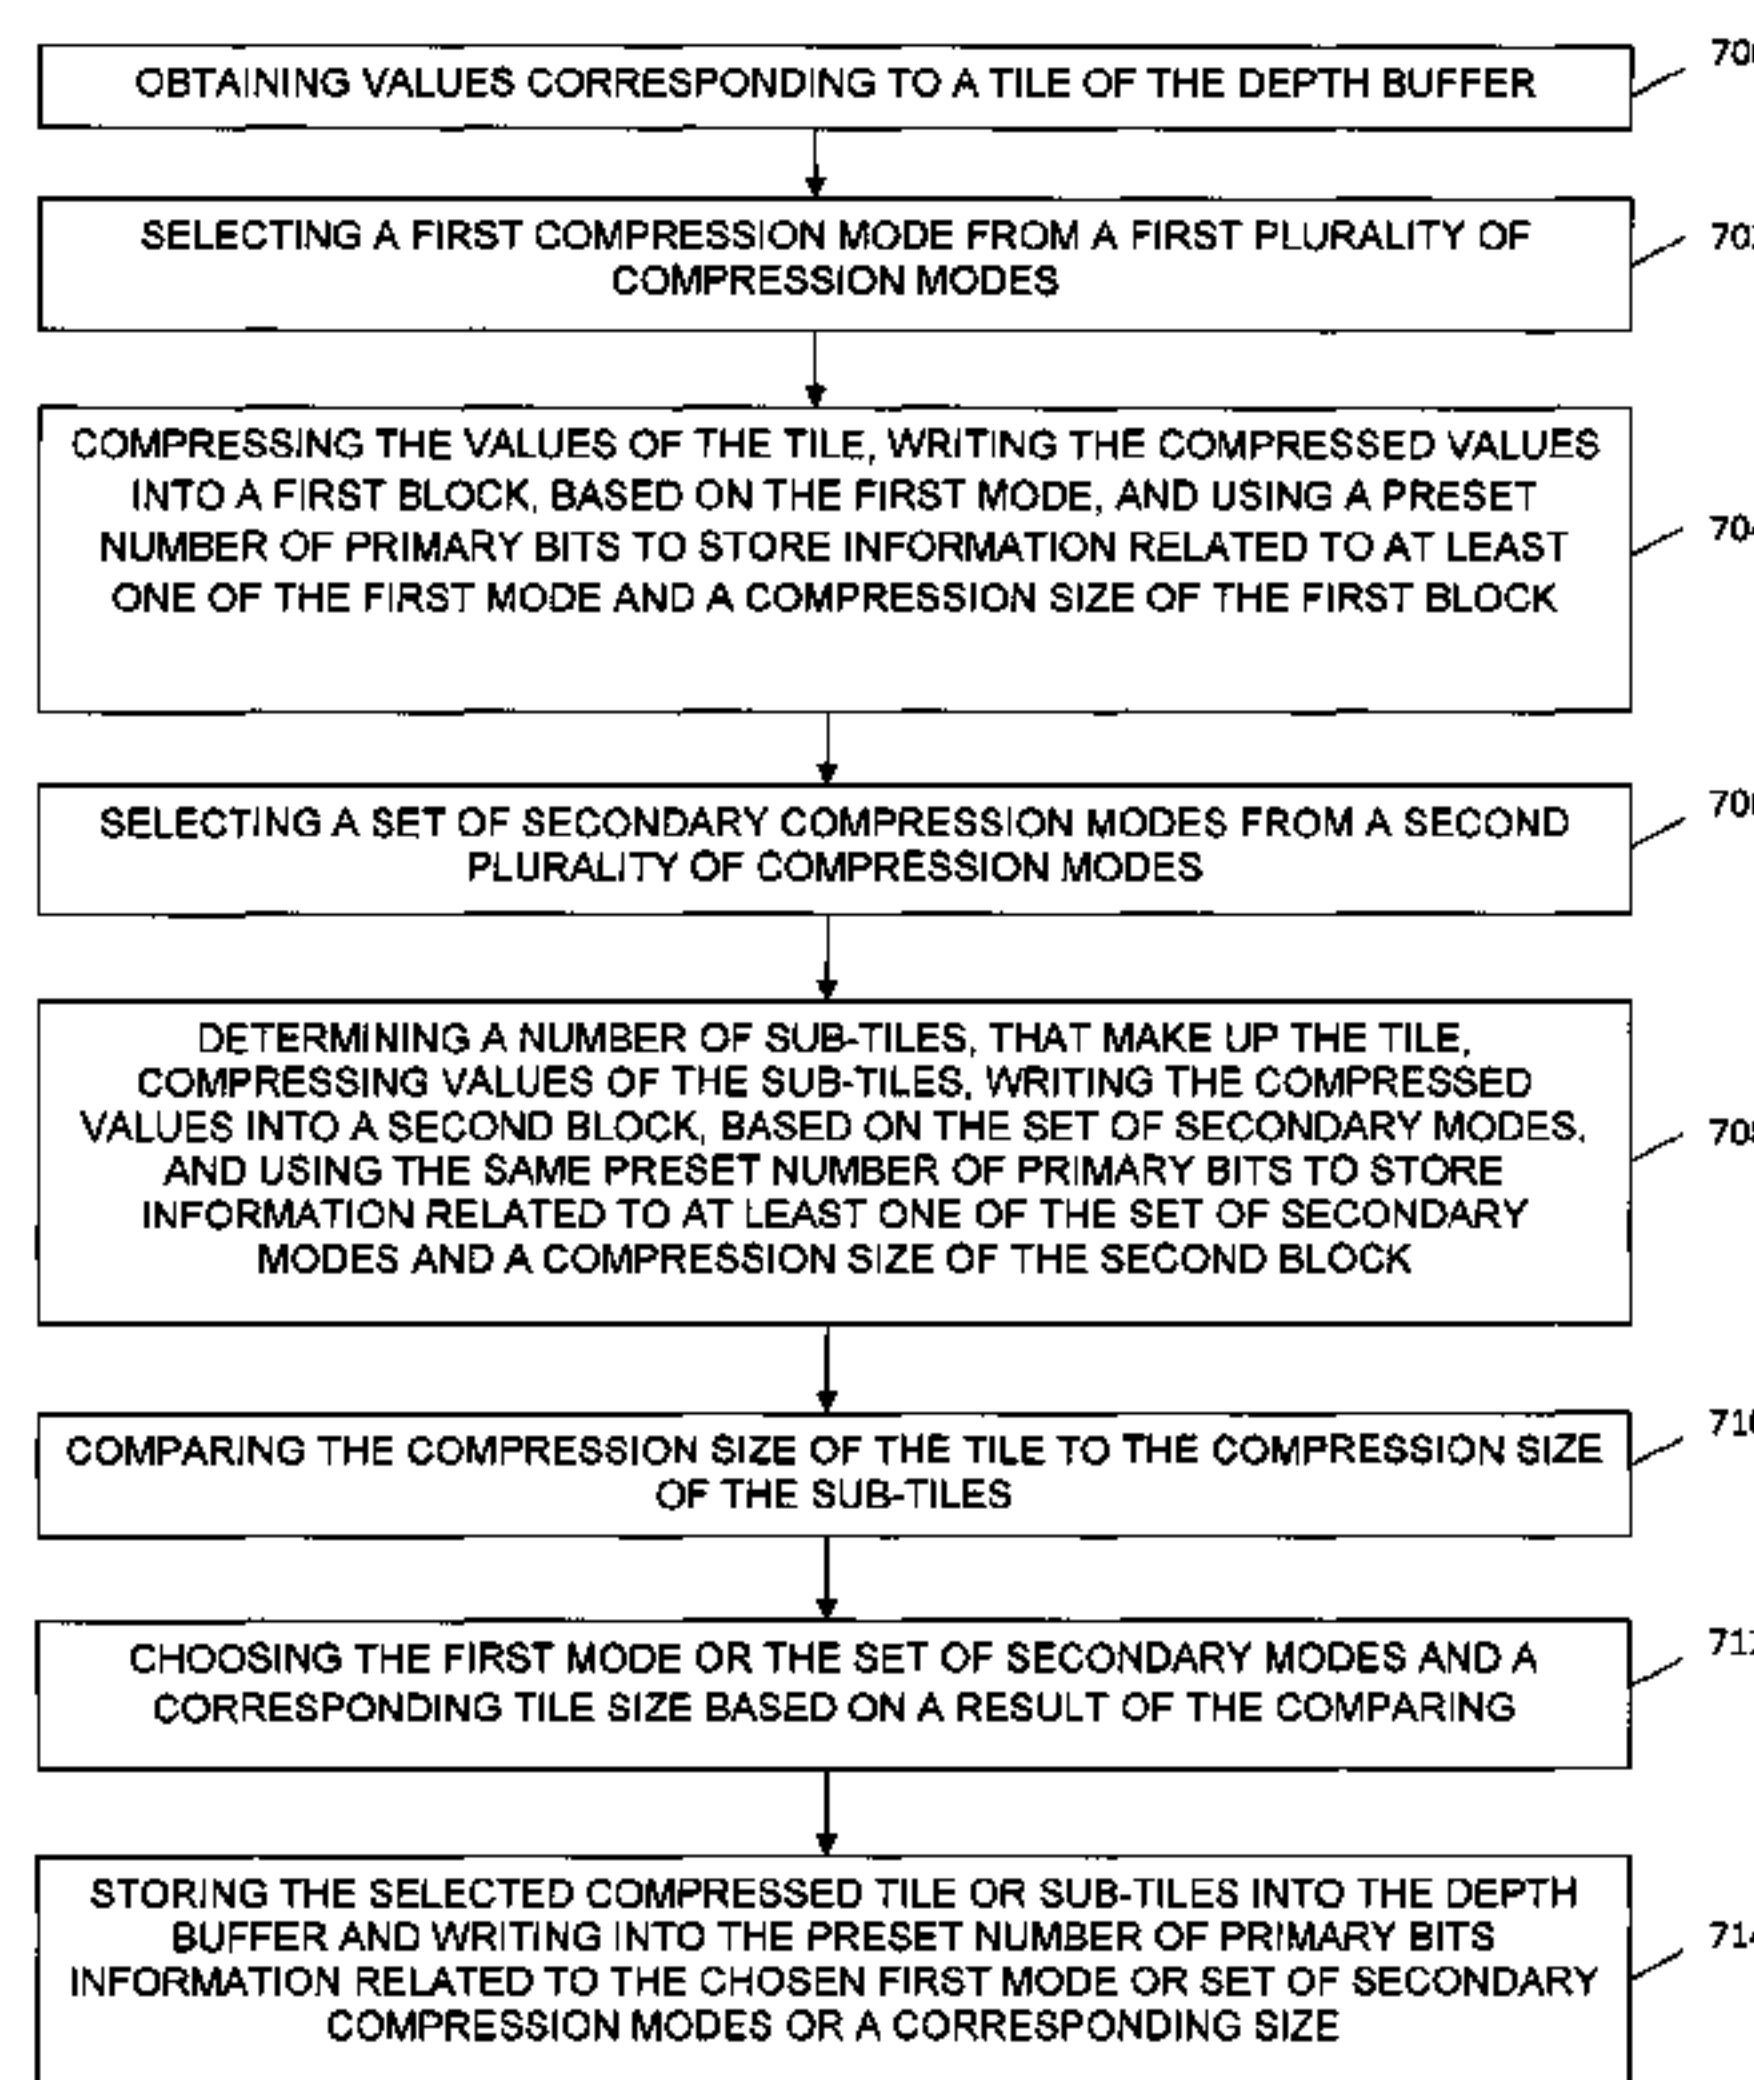 OBTAINING VALUES CORRESPONDING TO A TILE OF THE DEPTH BUFFER
SELECTING A FIRST COMPRESSION MODE FROM A FIRST PLURALITY OF
COMPRESSION MODES
COMPRESSING THE VALUES OF THE TILE, WRITING THE COMPRESSED VALUES
INTO A FIRST BLOCK, BASED ON THE FIRST MODE, AND USING A PRESET
NUMBER OF PRIMARY BITS TO STORE INFORMATION RELATED TO AT LEAST
ONE OF THE FIRST MODE AND A COMPRESSION SIZE OF THE FIRST BLOCK
704
SELECTING A SET OF SECONDARY COMPRESSION MODES FROM A SECOND
PLURALITY OF COMPRESSION MODES
DETERMINING A NUMBER OF SUB-TILES, THAT MAKE UP THE TILE,
COMPRESSING VALUES OF THE SUB-TILES, WRITING THE COMPRESSED
VALUES INTO A SECOND BLOCK, BASED ON THE SET OF SECONDARY MODES,
AND USING THE SAME PRESET NUMBER OF PRIMARY BITS TO STORE
INFORMATION RELATED TO AT LEAST ONE OF THE SET OF SECONDARY
MODES AND A COMPRESSION SIZE OF THE SECOND BLOCK
COMPARING THE COMPRESSION SIZE OF THE TILE TO THE COMPRESSION SIZE
OF THE SUB-TILES
CHOOSING THE FIRST MODE OR THE SET OF SECONDARY MODES AND A
CORRESPONDING TILE SIZE BASED ON A RESULT OF THE COMPARING
STORING THE SELECTED COMPRESSED TILE OR SUB-TILES INTO THE DEPTH
BUFFER AND WRITING INTO THE PRESET NUMBER OF PRIMARY BITS
INFORMATION RELATED TO THE CHOSEN FIRST MODE OR SET OF SECONDARY
COMPRESSION MODES OR A CORRESPONDING SIZE
714